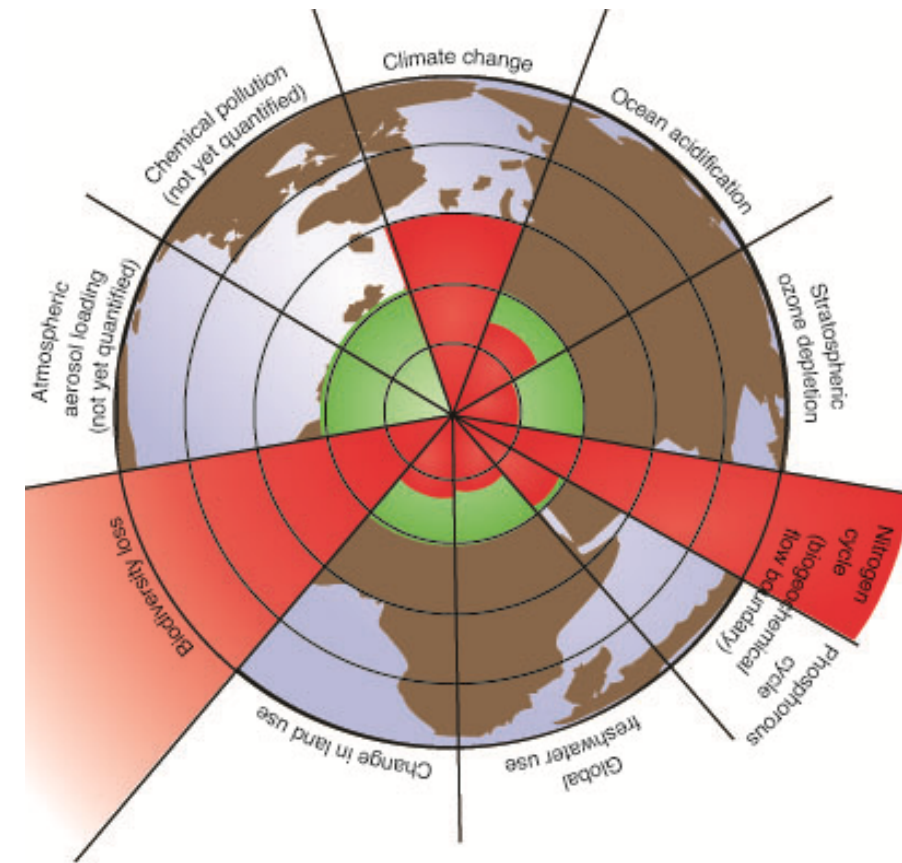 Climate change
Ocean acidification
Stratospheric
ozone depletion
Nitrogen
cycle
(biogeochemical
flow boundary)
Phosphorous
cycle
Global
freshwater use
Change in land use
Biodiversity loss
Atmospheric
aerosol loading
(not yet quantified)
Chemical pollution
(not yet quantified)